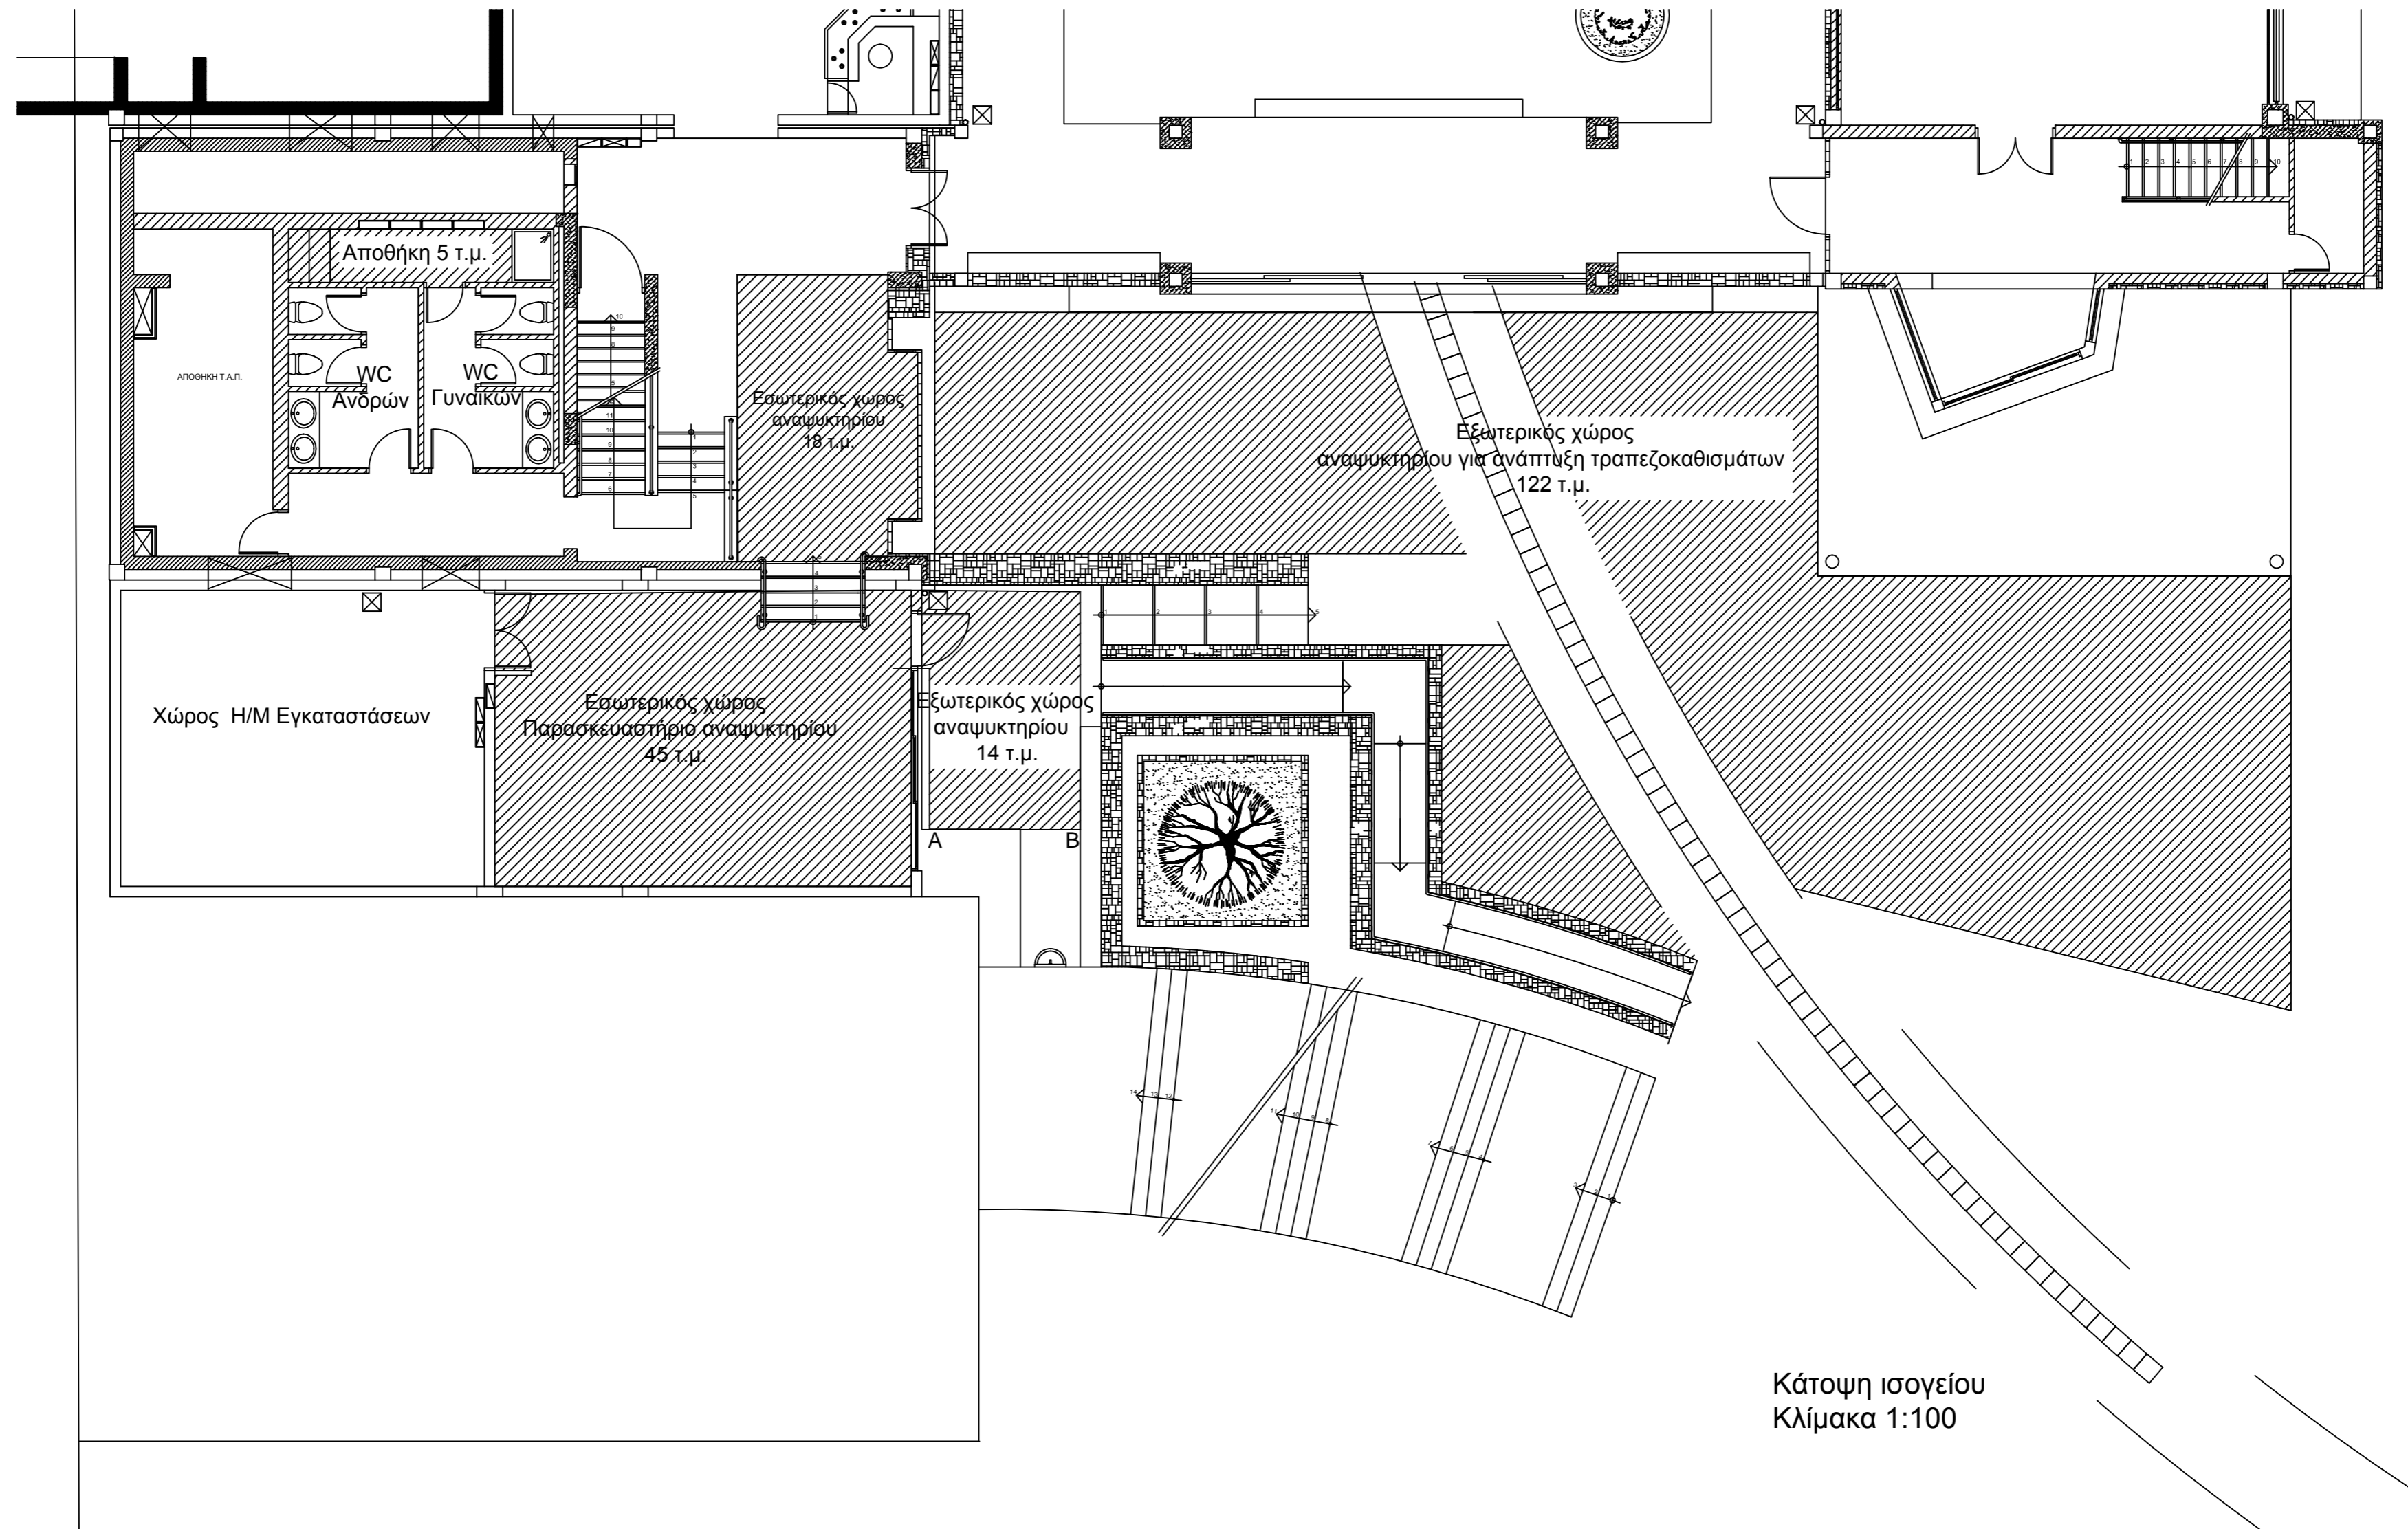 Αποθήκη 5 τ.μ.
ΑΠΟΘΗΚΗ Τ.Α.Π.
WC
Ανδρών
WC
Γυναικών
Εσωτερικός χώρος
αναψυκτηρίου
18 τ.μ.
Εξωτερικός χώρος
αναψυκτηρίου για ανάπτυξη τραπεζοκαθισμάτων
122 τ.μ.
Χώρος Η/Μ Εγκαταστάσεων
Εσωτερικός χώρος
Παρασκευαστήριο αναψυκτηρίου
45 τ.μ.
Εξωτερικός χώρος
αναψυκτηρίου
14 τ.μ.
Α
Β
Κάτοψη ισογείου
Κλίμακα 1:100